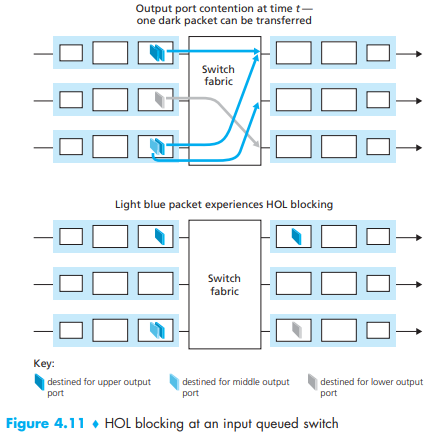 Output port contention at time t—
one dark packet can be transferred
Switch
fabric
Light blue packet experiences HOL blocking
Switch
fabric
Key:
destined for upper output
port
destined for middle output
port
destined for lower output
port
Figure 4.11 ♦ HOL blocking at an input queued switch